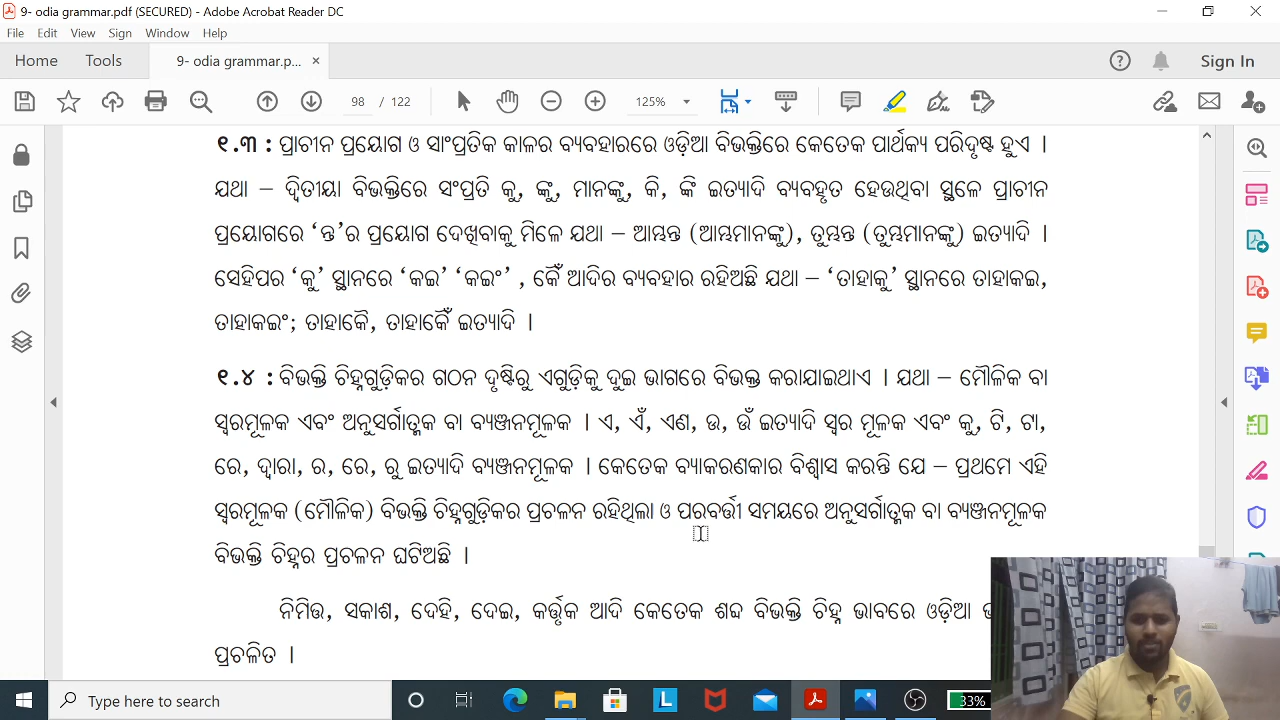 9- odia grammar.pdf (SECURED) - Adobe Acrobat Reader DC
File Edit View Sign Window Help
Home Tools 9- odia grammar.p... × Sign In
98 / 122 125%
୧.୩ : ପ୍ରାଚୀନ ପ୍ରୟୋଗ ଓ ସାଂପ୍ରତିକ କାଳର ବ୍ୟବହାରରେ ଓଡ଼ିଆ ବିଭକ୍ତିରେ କେତେକ ପାର୍ଥକ୍ୟ ପରିଦୃଷ୍ଟ ହୁଏ ।
ଯଥା – ଦ୍ୱିତୀୟା ବିଭକ୍ତିରେ ସଂପ୍ରତି କୁ, ଙ୍କୁ, ମାନଙ୍କୁ, କି, ଙ୍କି ଇତ୍ୟାଦି ବ୍ୟବହୃତ ହେଉଥିବା ସ୍ଥଳେ ପ୍ରାଚୀନ
ପ୍ରୟୋଗରେ ‘ନ୍ତ’ର ପ୍ରୟୋଗ ଦେଖିବାକୁ ମିଳେ ଯଥା – ଆମ୍ଭନ୍ତ (ଆମ୍ଭମାନଙ୍କୁ), ତୁମ୍ଭନ୍ତ (ତୁମ୍ଭମାନଙ୍କୁ) ଇତ୍ୟାଦି ।
ସେହିପର ‘କୁ’ ସ୍ଥାନରେ ‘କଇ’ ‘କଇଂ’ , କୈଁ ଆଦିର ବ୍ୟବହାର ରହିଅଛି ଯଥା – ‘ତାହାକୁ’ ସ୍ଥାନରେ ତାହାକଇ,
ତାହାକଇଂ; ତାହାକୈ, ତାହାକୈଁ ଇତ୍ୟାଦି ।
୧.୪ : ବିଭକ୍ତି ଚିହ୍ନଗୁଡ଼ିକର ଗଠନ ଦୃଷ୍ଟିରୁ ଏଗୁଡ଼ିକୁ ଦୁଇ ଭାଗରେ ବିଭକ୍ତ କରାଯାଇଥାଏ । ଯଥା – ମୌଳିକ ବା
ସ୍ୱରମୂଳକ ଏବଂ ଅନୁସର୍ଗାତ୍ମକ ବା ବ୍ୟଞ୍ଜନମୂଳକ । ଏ, ଏଁ, ଏଣ, ଉ, ଉଁ ଇତ୍ୟାଦି ସ୍ୱର ମୂଳକ ଏବଂ କୁ, ଟି, ଟା,
ରେ, ଦ୍ୱାରା, ର, ରେ, ରୁ ଇତ୍ୟାଦି ବ୍ୟଞ୍ଜନମୂଳକ । କେତେକ ବ୍ୟାକରଣକାର ବିଶ୍ୱାସ କରନ୍ତି ଯେ – ପ୍ରଥମେ ଏହି
ସ୍ୱରମୂଳକ (ମୌଳିକ) ବିଭକ୍ତି ଚିହ୍ନଗୁଡ଼ିକର ପ୍ରଚଳନ ରହିଥିଲା ଓ ପରବର୍ତ୍ତୀ ସମୟରେ ଅନୁସର୍ଗାତ୍ମକ ବା ବ୍ୟଞ୍ଜନମୂଳକ
ବିଭକ୍ତି ଚିହ୍ନର ପ୍ରଚଳନ ଘଟିଅଛି ।
ନିମିତ୍ତ, ସକାଶ, ଦେହି, ଦେଇ, କର୍ତ୍ତୃକ ଆଦି କେତେକ ଶବ୍ଦ ବିଭକ୍ତି ଚିହ୍ନ ଭାବରେ ଓଡ଼ିଆ
ପ୍ରଚଳିତ ।
Type here to search 33%